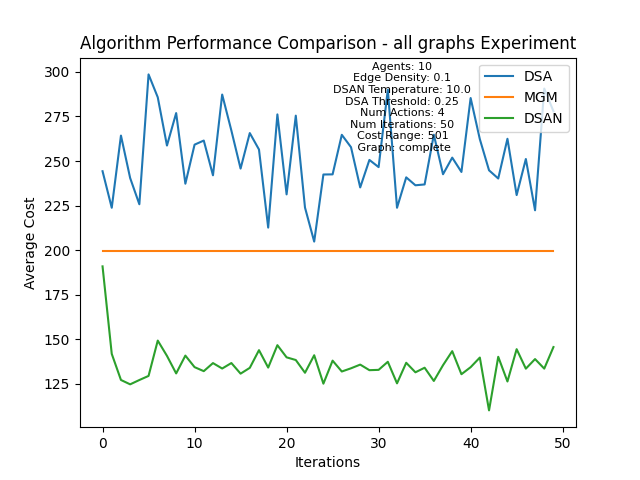 Algorithm Performance Comparison - all graphs Experiment
Agents: 10
Edge Density: 0.1
DSAN Temperature: 10.0
DSA Threshold: 0.25
Num Actions: 4
Num Iterations: 50
Cost Range: 501
Graph: complete
DSA
MGM
DSAN
300
275
250
225
200
175
150
125
Average Cost
0
10
20
30
40
50
Iterations